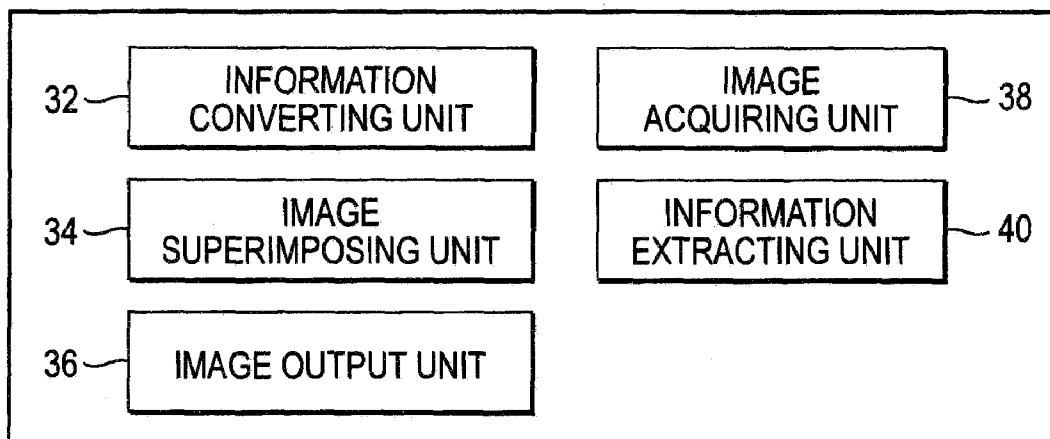 32
INFORMATION
CONVERTING UNIT
34
IMAGE
SUPERIMPOSING UNIT
36
IMAGE OUTPUT UNIT
IMAGE
ACQUIRING UNIT
38
INFORMATION
EXTRACTING UNIT
40